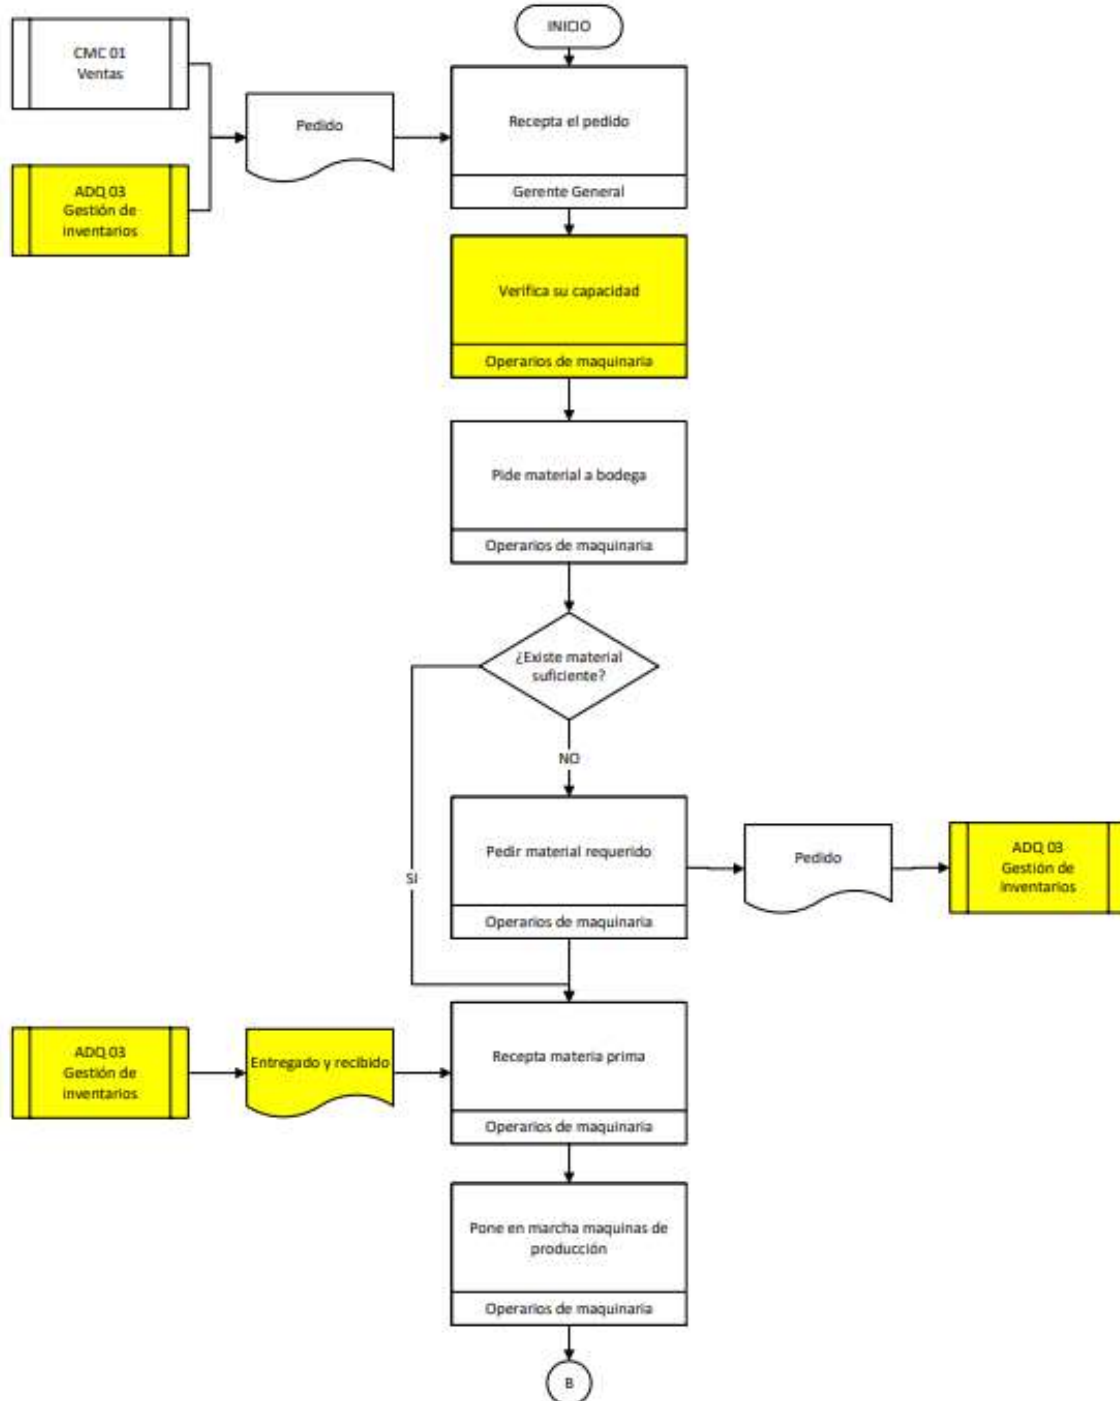 INICIO
CMC 01
Ventas
Pedido
Recepta el pedido
Gerente General
ADQ 03
Gestión de
inventarios
Verifica su capacidad
Operarios de maquinaria
Pide material a bodega
Operarios de maquinaria
¿Existe material
suficiente?
NO
SI
Pedir material requerido
Operarios de maquinaria
Pedido
ADQ 03
Gestión de
inventarios
ADQ 03
Gestión de
inventarios
Entregado y recibido
Recepta materia prima
Operarios de maquinaria
Pone en marcha maquinas de
producción
Operarios de maquinaria
B